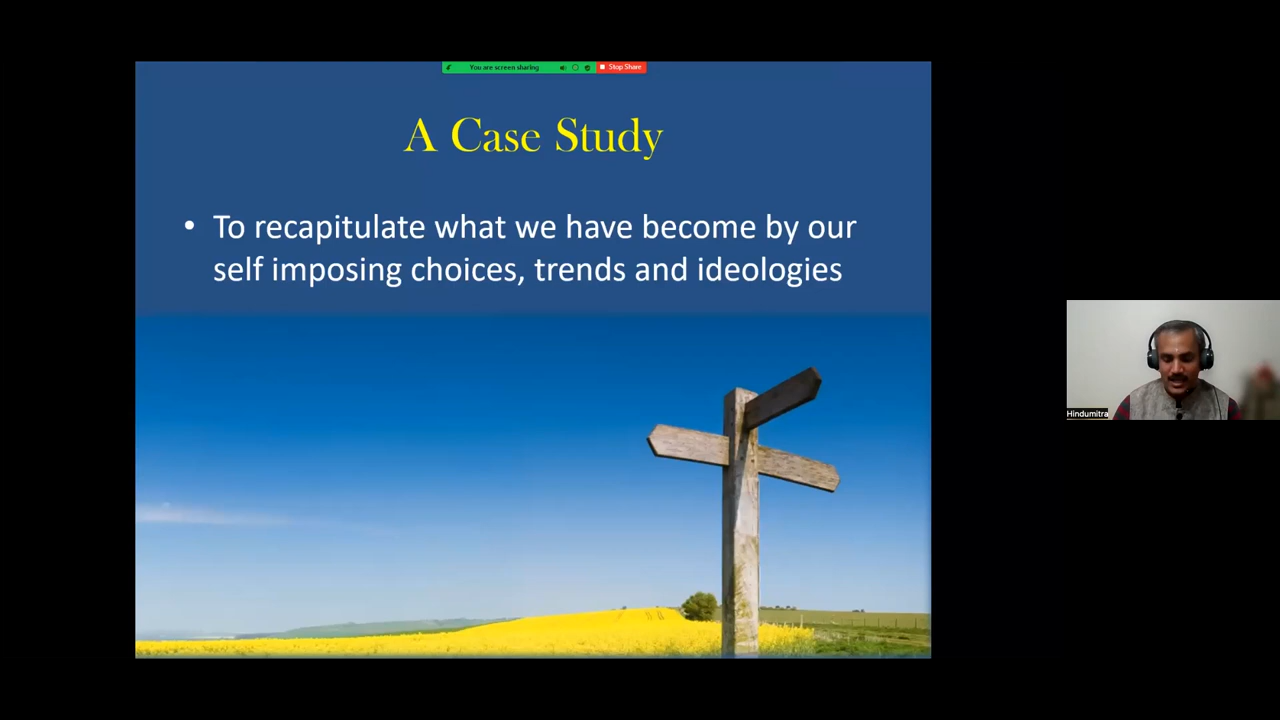 You are screen sharing
Stop Share
A Case Study
• To recapitulate what we have become by our
self imposing choices, trends and ideologies
Hindumitra